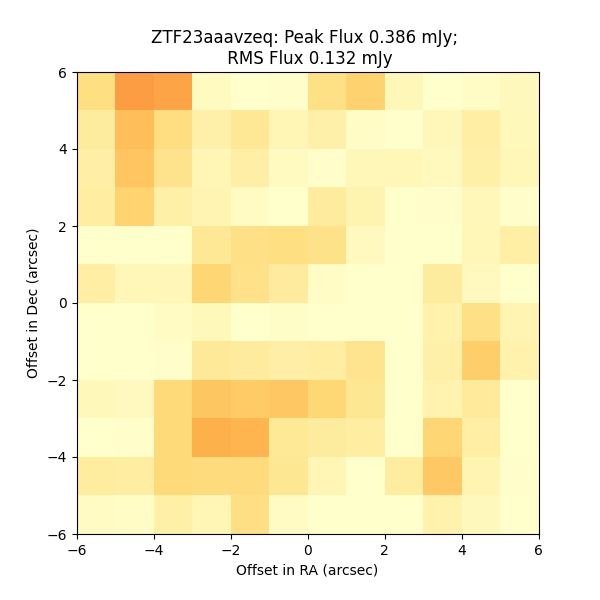 ZTF23aaavzeq: Peak Flux 0.386 mJy;
RMS Flux 0.132 mJy
6
4
2
0
−2
−4
−6
Offset in Dec (arcsec)
−6 −4 −2 0 2 4 6
Offset in RA (arcsec)